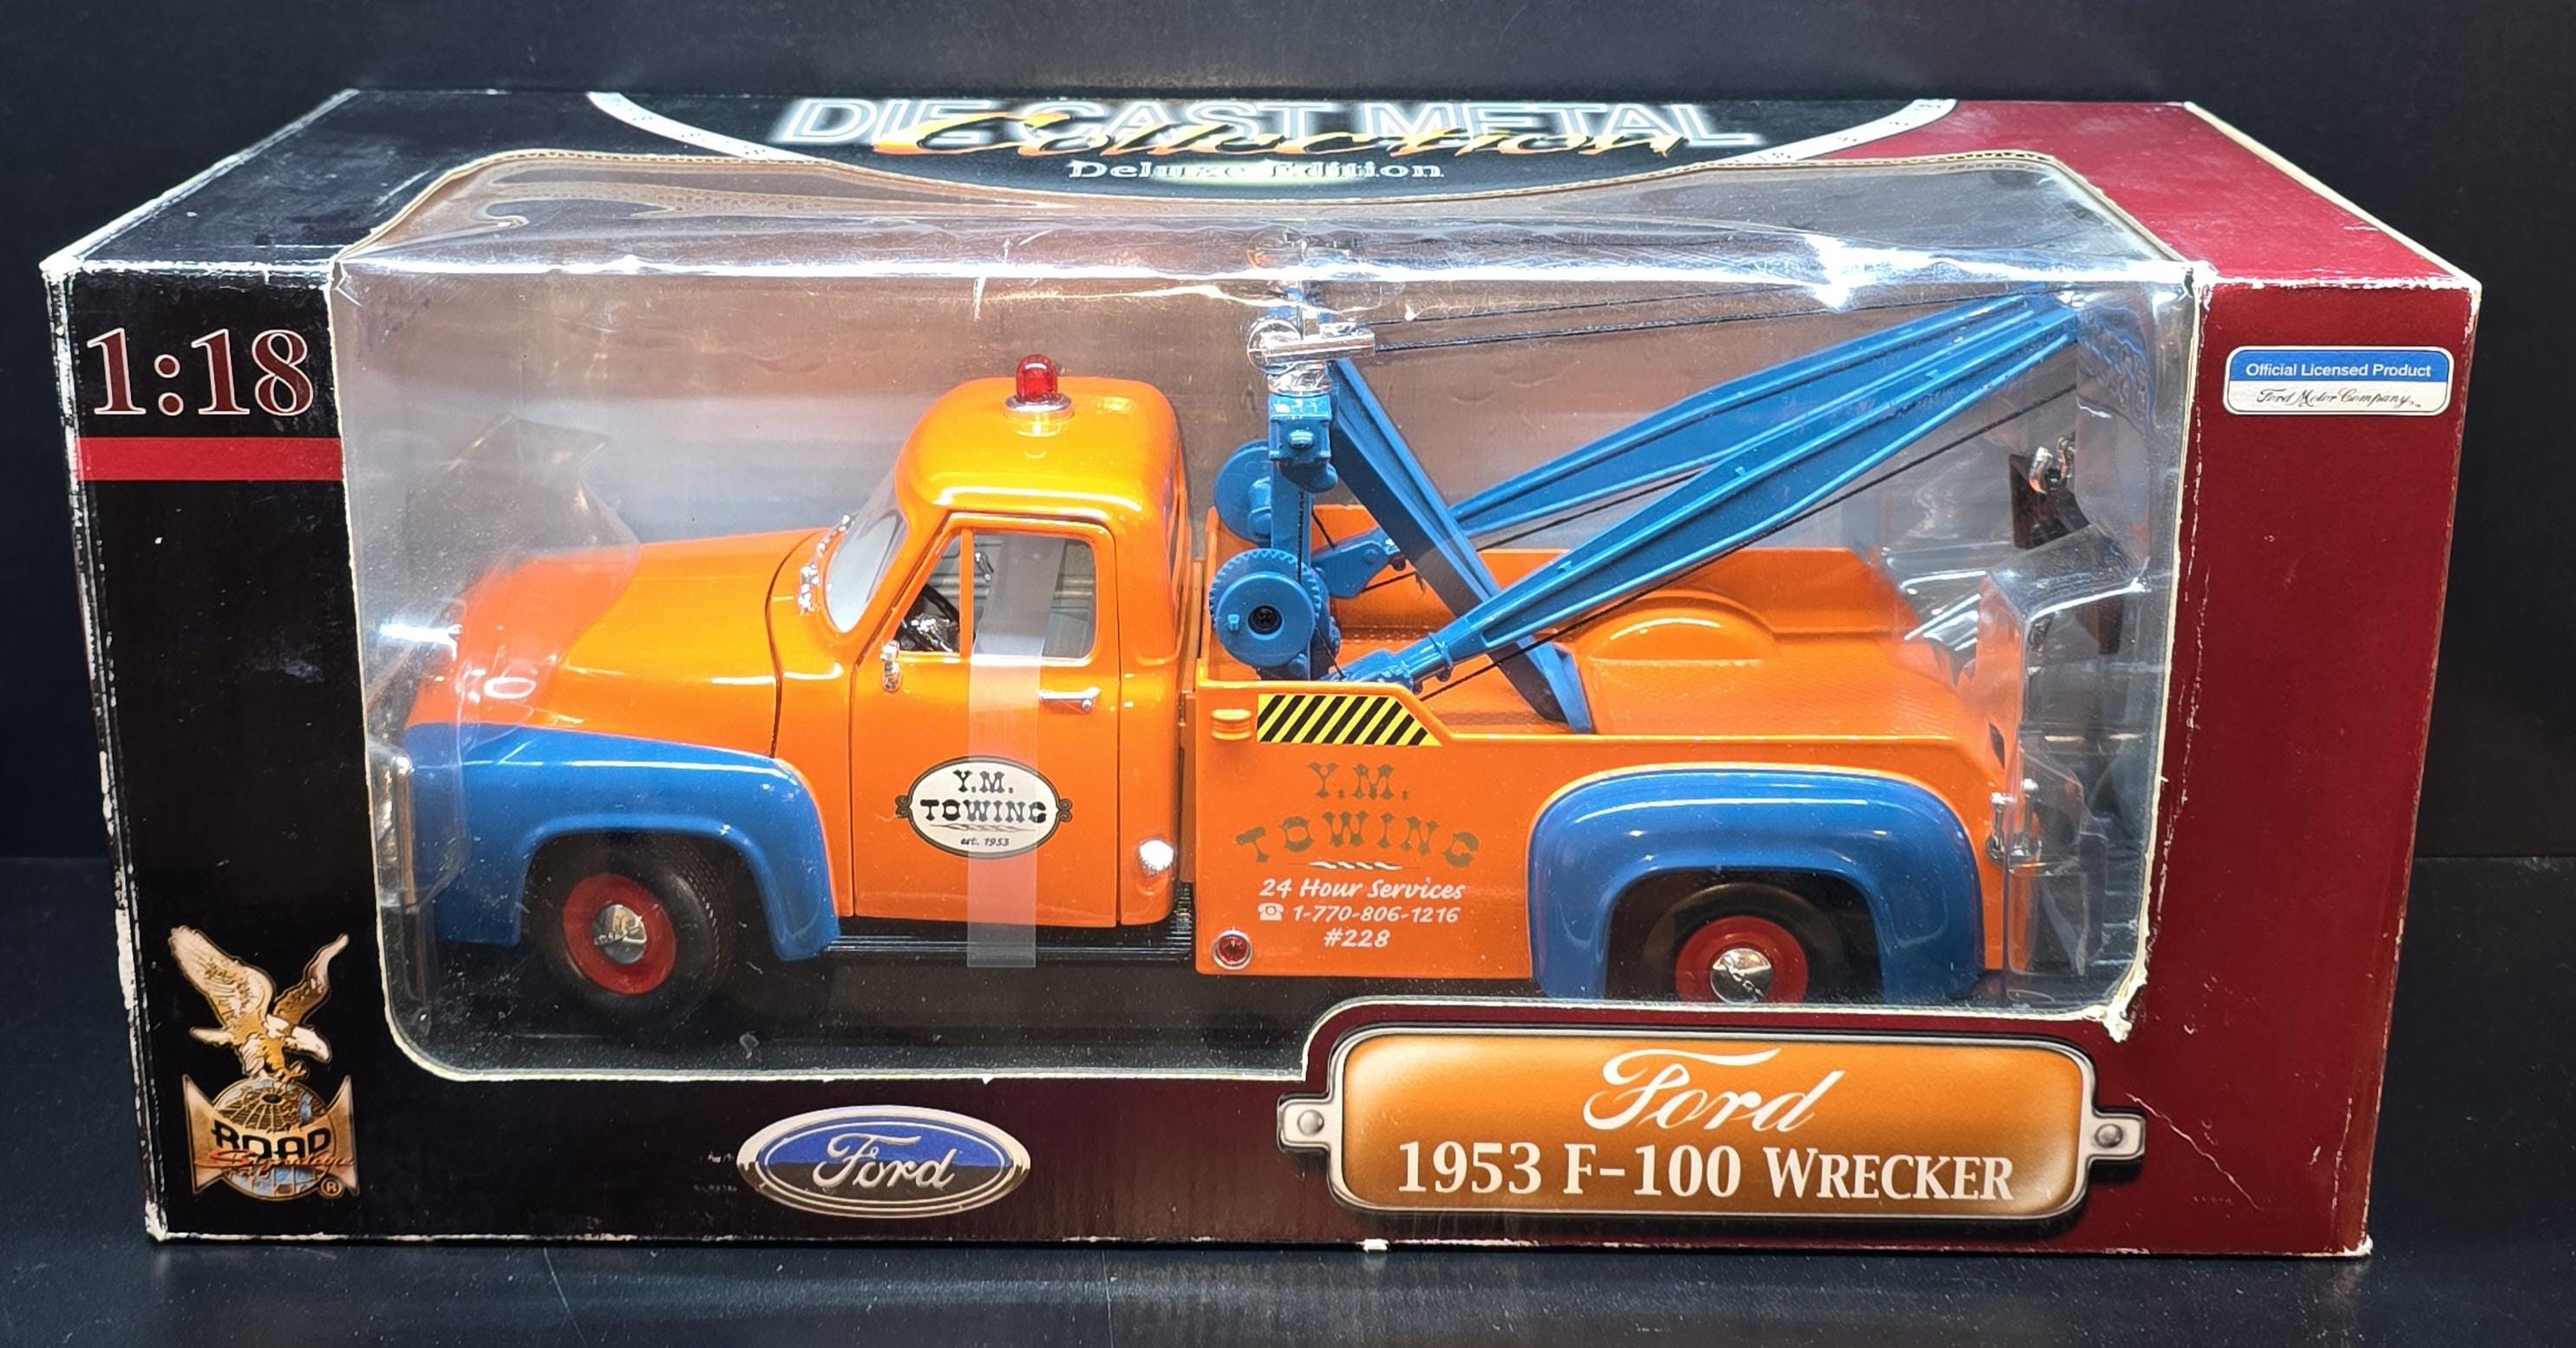 DIE CAST METAL
Collection
Deluxe Edition
1:18
Official Licensed Product
Ford Motor Company
Y.M.
TOWING
est. 1953
Y.M.
TOWING
24 Hour Services
☎ 1-770-806-1216
#228
ROAD
Signature
®
Ford
Ford
1953 F-100 WRECKER